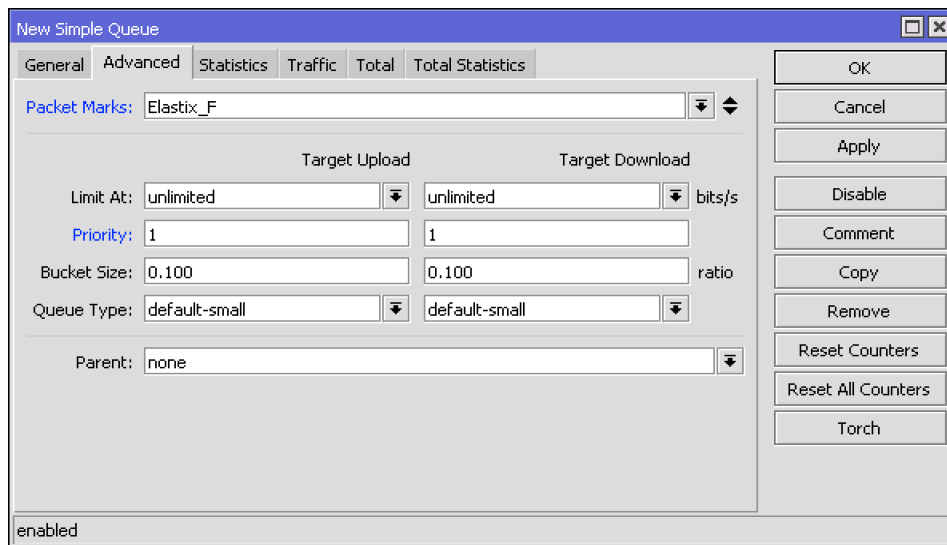 New Simple Queue
General Advanced Statistics Traffic Total Total Statistics
Packet Marks: Elastix_F
Target Upload Target Download
Limit At: unlimited unlimited bits/s
Priority: 1 1
Bucket Size: 0.100 0.100 ratio
Queue Type: default-small default-small
Parent: none
OK
Cancel
Apply
Disable
Comment
Copy
Remove
Reset Counters
Reset All Counters
Torch
enabled